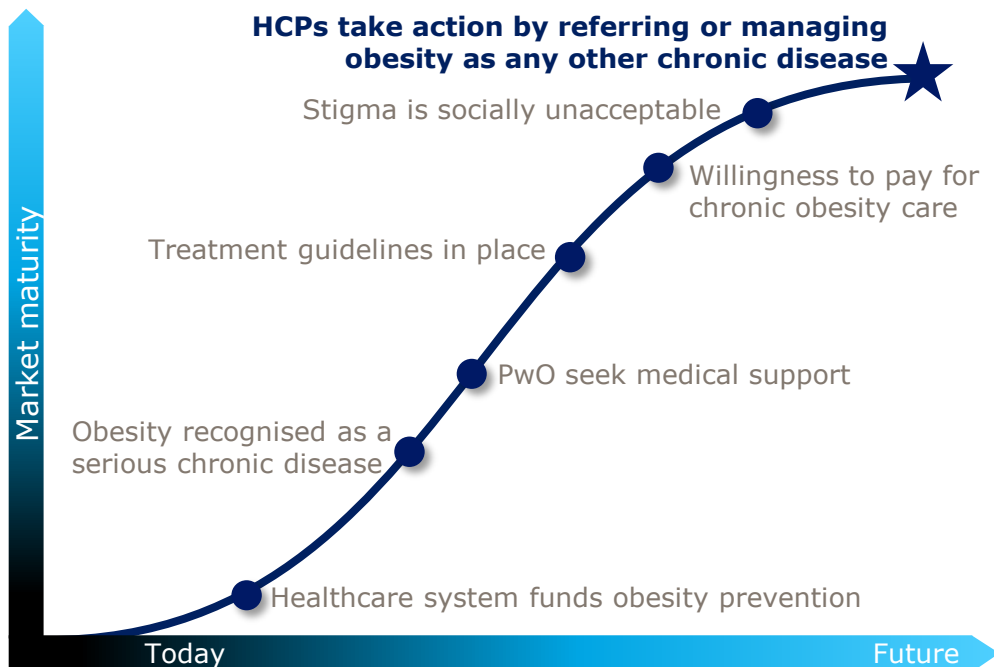 HCPs take action by referring or managing
obesity as any other chronic disease
Stigma is socially unacceptable
Willingness to pay for
chronic obesity care
Treatment guidelines in place
PwO seek medical support
Obesity recognised as a
serious chronic disease
Healthcare system funds obesity prevention
Market maturity
Today
Future